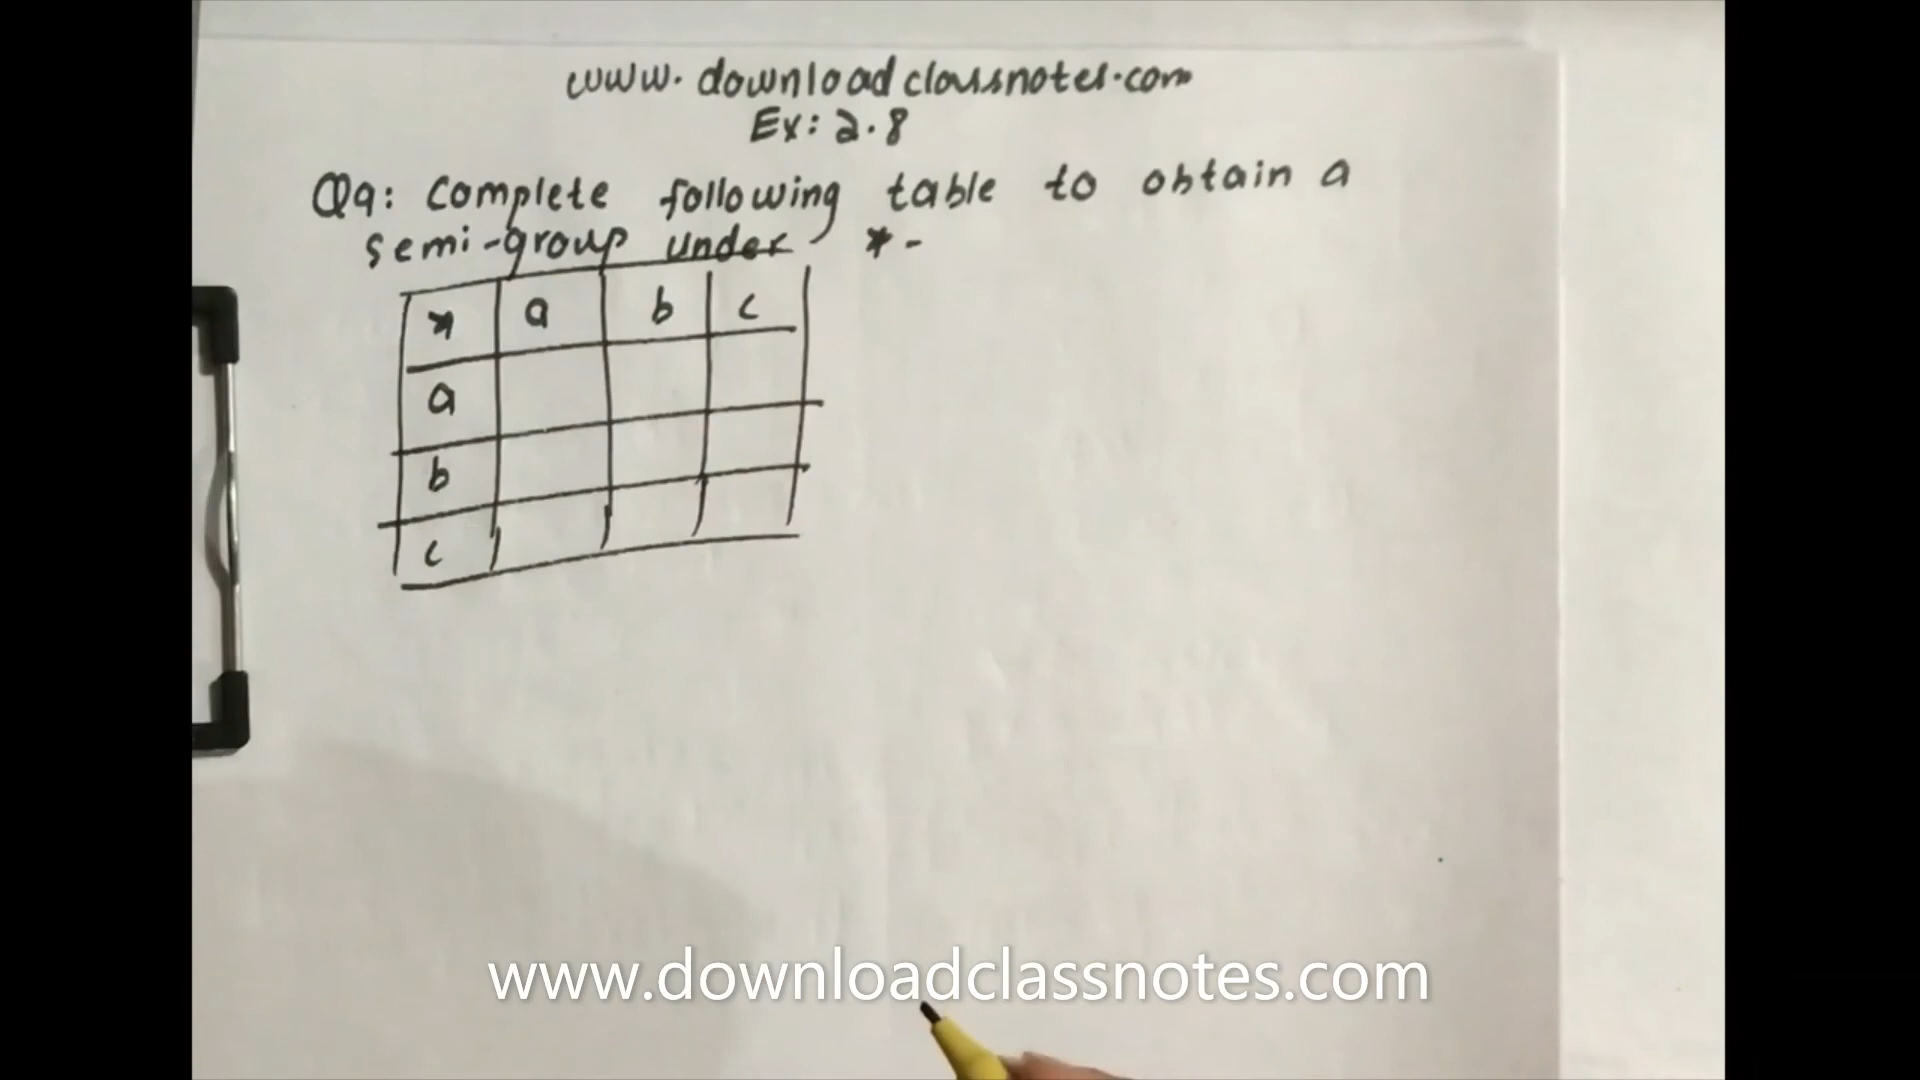 www.downloadclassnotes.com
Ex: 2.8
Q9: Complete following table to obtain a
semi-group under *-
* a b c
a
b
c
www.downloadclassnotes.com